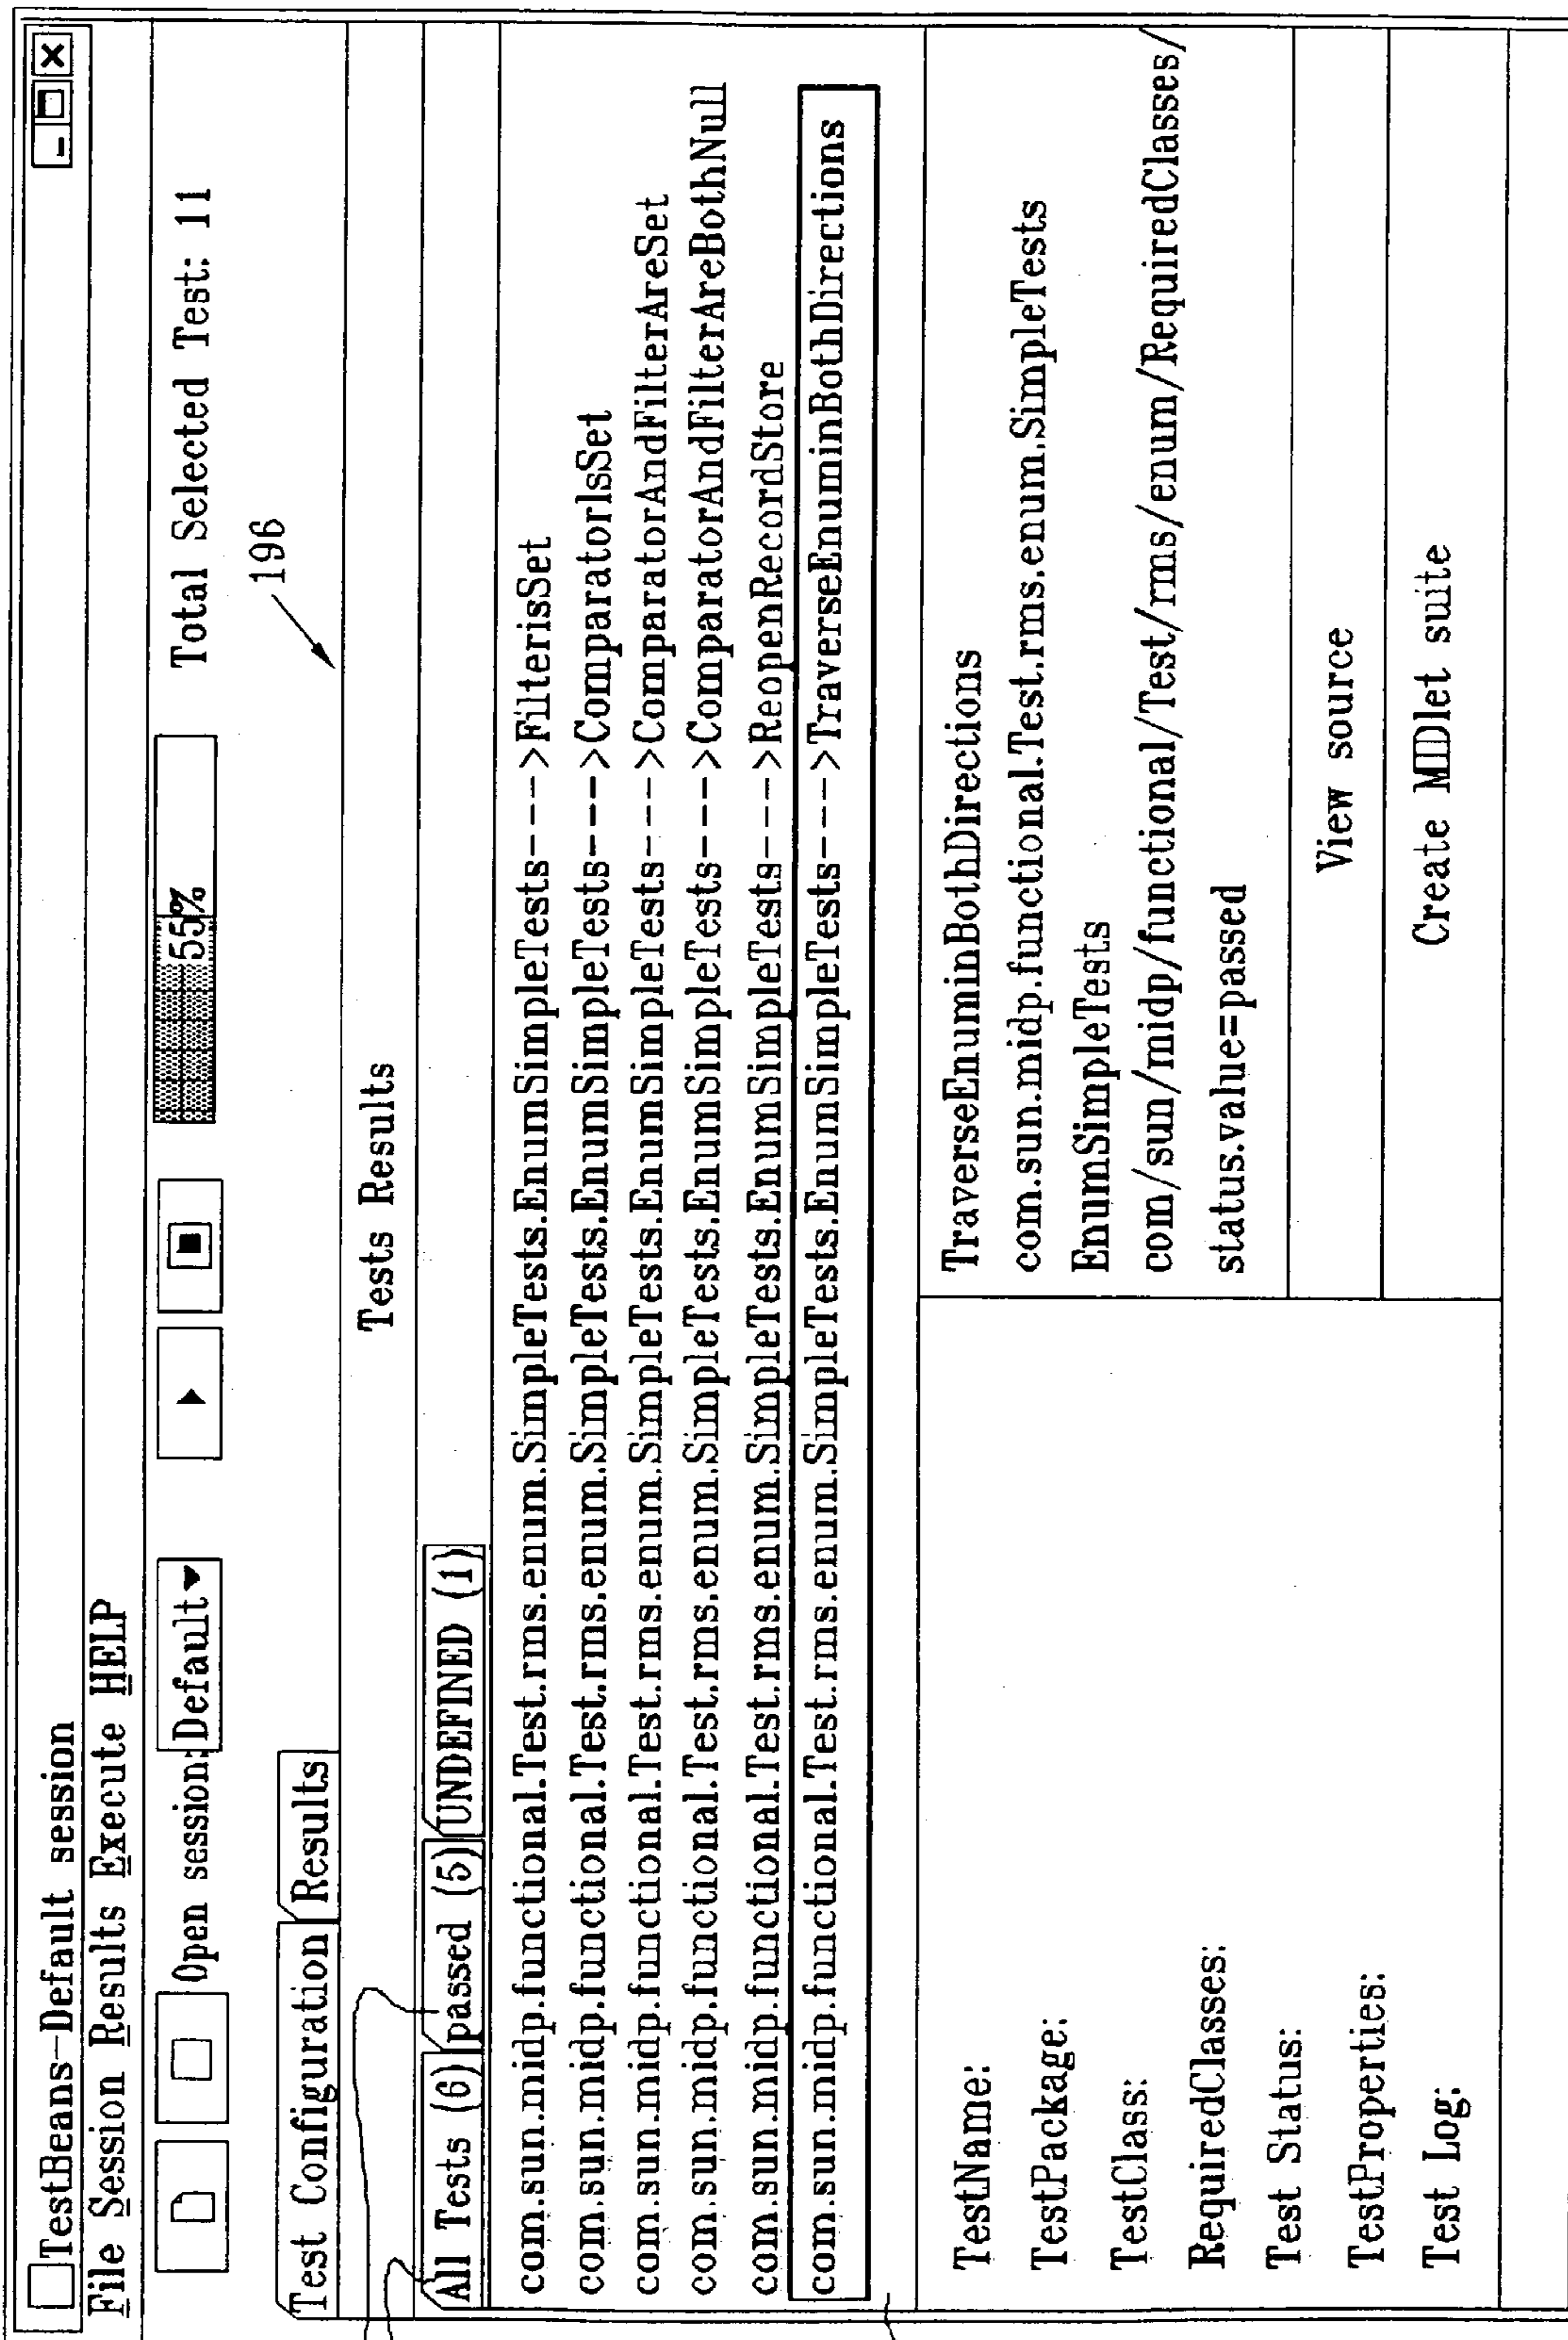 TestBeans-Default session
File Session Results Execute HELP
Open session: Default 55% Total Selected Test: 11
196
Test Configuration Results
Tests Results
All Tests (6) passed (5) UNDEFINED (1)
com.sun.midp.functional.Test.rms.enum.SimpleTests.EnumSimpleTests--->FilterisSet
com.sun.midp.functional.Test.rms.enum.SimpleTests.EnumSimpleTests--->ComparatorIsSet
com.sun.midp.functional.Test.rms.enum.SimpleTests.EnumSimpleTests--->ComparatorAndFilterAreSet
com.sun.midp.functional.Test.rms.enum.SimpleTests.EnumSimpleTests--->ComparatorAndFilterAreBothNull
com.sun.midp.functional.Test.rms.enum.SimpleTests.EnumSimpleTests--->ReopenRecordStore
com.sun.midp.functional.Test.rms.enum.SimpleTests.EnumSimpleTests--->TraverseEnuminBothDirections
TestName: TraverseEnuminBothDirections
TestPackage: com.sun.midp.functional.Test.rms.enum.SimpleTests
TestClass: EnumSimpleTests
RequiredClasses: com/sun/midp/functional/Test/rms/enum/RequiredClasses/
Test Status: status.value=passed
TestProperties: View source
Test Log: Create MIDlet suite